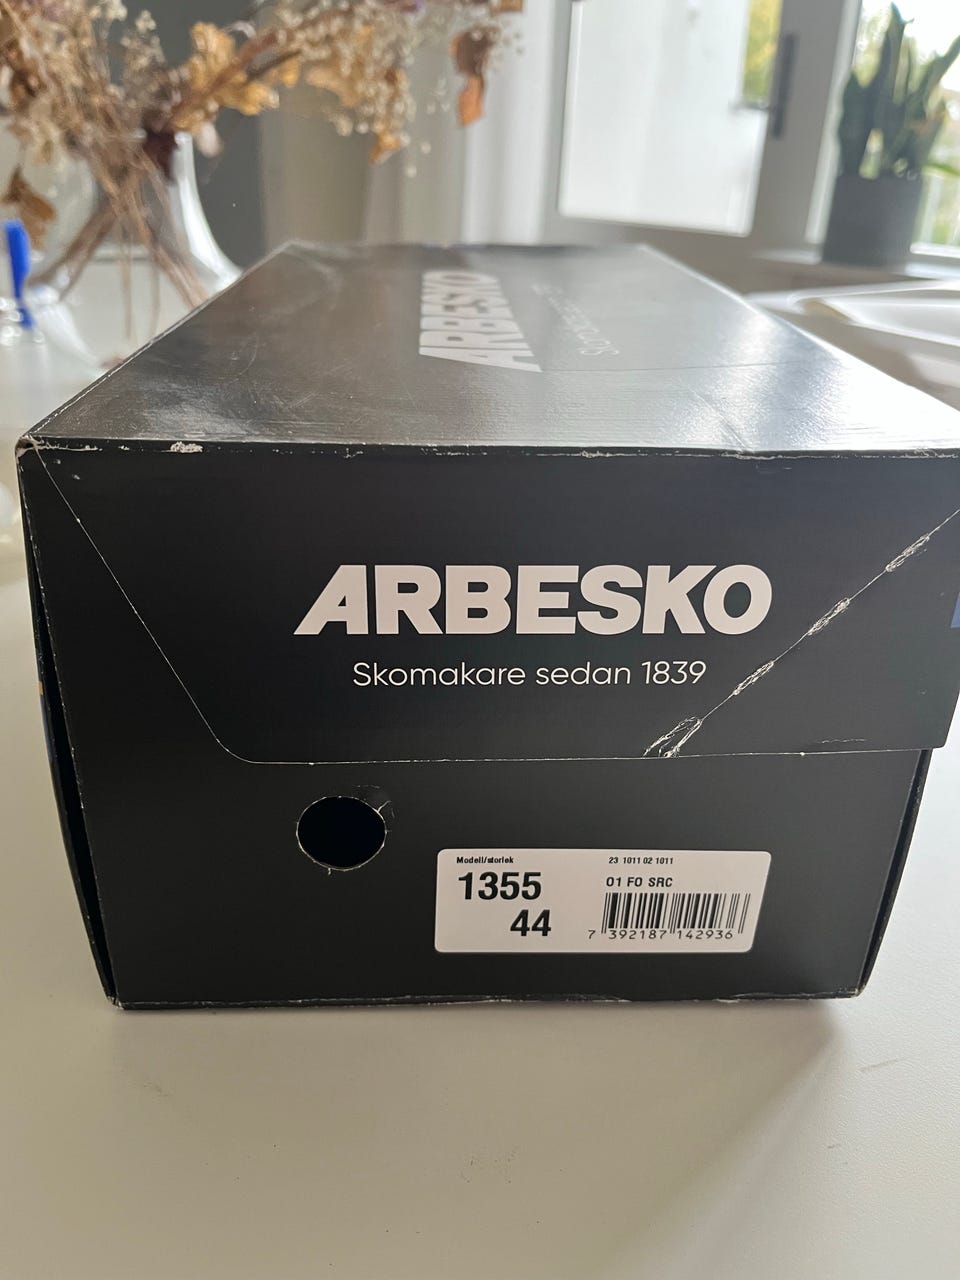 ARBESKO
ARBESKO
Skomakare sedan 1839
Modell/storlek
23 1011 02 1011
1355
01 FO SRC
44
7 392187 142936